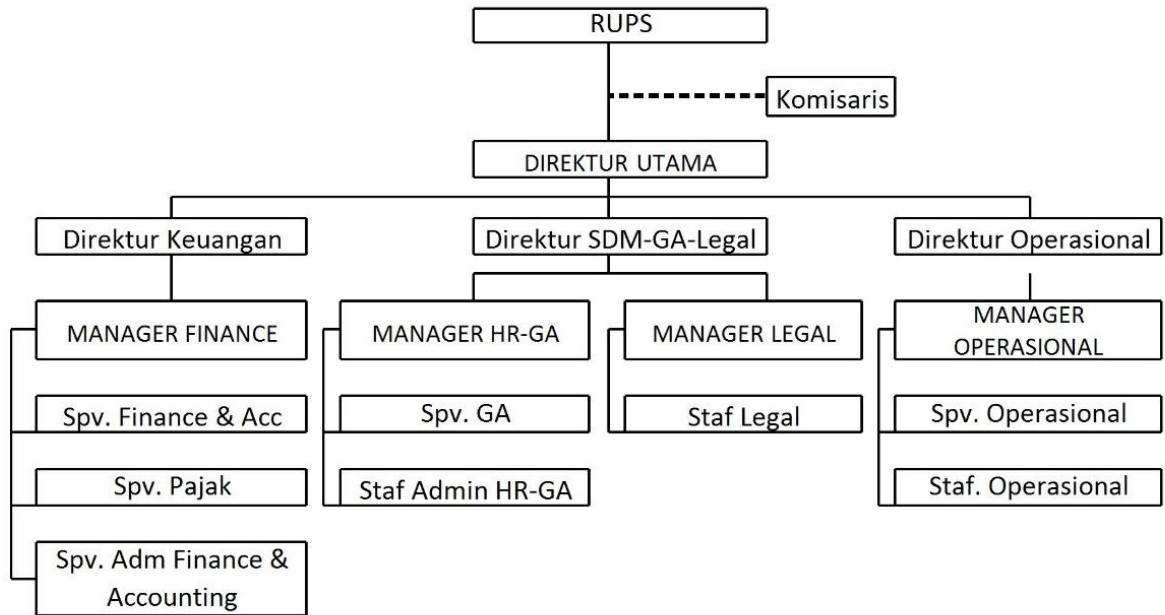 RUPS
Komisaris
DIREKTUR UTAMA
Direktur Keuangan
Direktur SDM-GA-Legal
Direktur Operasional
MANAGER FINANCE
MANAGER HR-GA
MANAGER LEGAL
MANAGER
OPERASIONAL
Spv. Finance & Acc
Spv. GA
Staf Legal
Spv. Operasional
Spv. Pajak
Staf Admin HR-GA
Staf. Operasional
Spv. Adm Finance &
Accounting